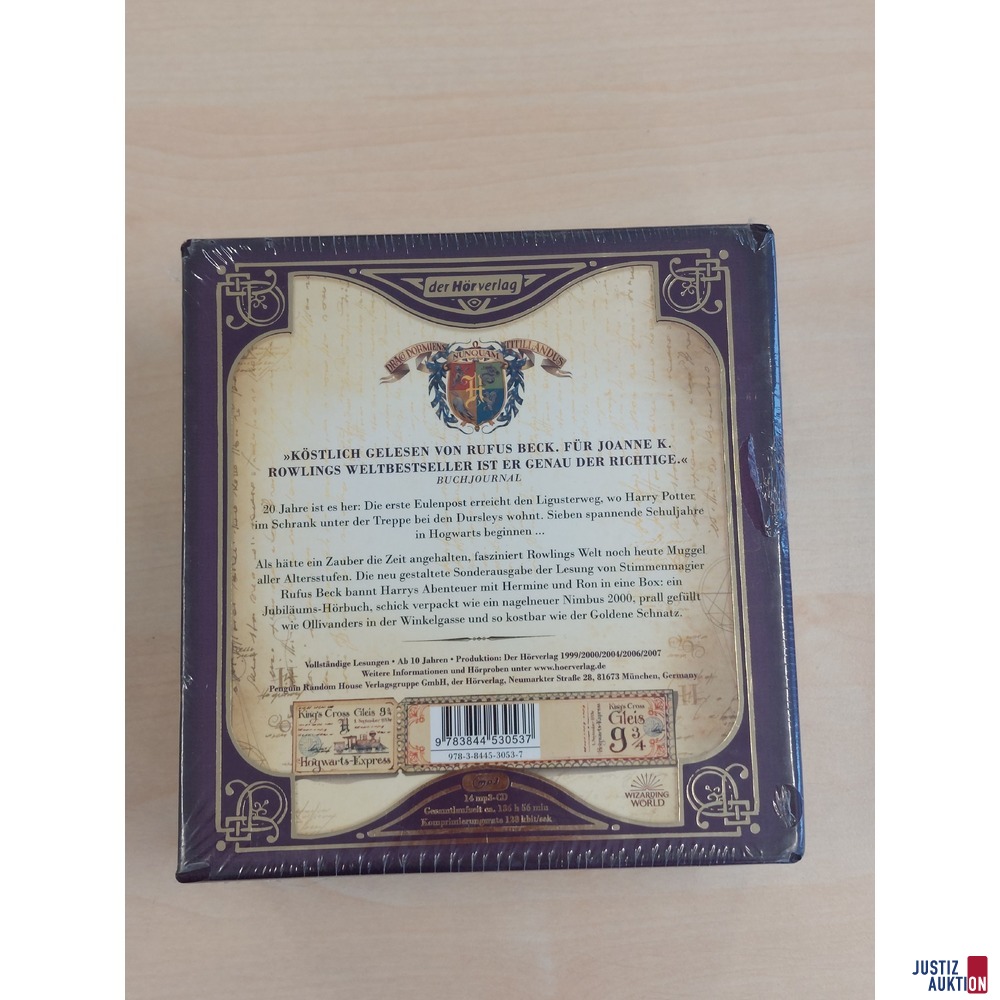 der Hörverlag
DRACO DORMIENS NUNQUAM TITILLANDUS
H
»KÖSTLICH GELESEN VON RUFUS BECK. FÜR JOANNE K.
ROWLINGS WELTBESTSELLER IST ER GENAU DER RICHTIGE.«
BUCHJOURNAL
20 Jahre ist es her: Die erste Eulenpost erreicht den Ligusterweg, wo Harry Potter
im Schrank unter der Treppe bei den Dursleys wohnt. Sieben spannende Schuljahre
in Hogwarts beginnen ...
Als hätte ein Zauber die Zeit angehalten, fasziniert Rowlings Welt noch heute Muggel
aller Altersstufen. Die neu gestaltete Sonderausgabe der Lesung von Stimmenmagier
Rufus Beck bannt Harrys Abenteuer mit Hermine und Ron in eine Box: ein
Jubiläums-Hörbuch, schick verpackt wie ein nagelneuer Nimbus 2000, prall gefüllt
wie Ollivanders in der Winkelgasse und so kostbar wie der Goldene Schnatz.
Vollständige Lesungen • Ab 10 Jahren • Produktion: Der Hörverlag 1999/2000/2004/2006/2007
Weitere Informationen und Hörproben unter www.hoerverlag.de
Penguin Random House Verlagsgruppe GmbH, der Hörverlag, Neumarkter Straße 28, 81673 München, Germany
King's Cross Gleis 9¾
H
Hogwarts-Express
9 783844 530537
978-3-8445-3053-7
Hogwarts-Express
King's Cross
Gleis
9 3/4
WIZARDING
WORLD
14 mp3-CD
Gesamtlaufzeit ca. 136 h 56 min
Komprimierungsrate 128 kbit/sek
JUSTIZ
AUKTION